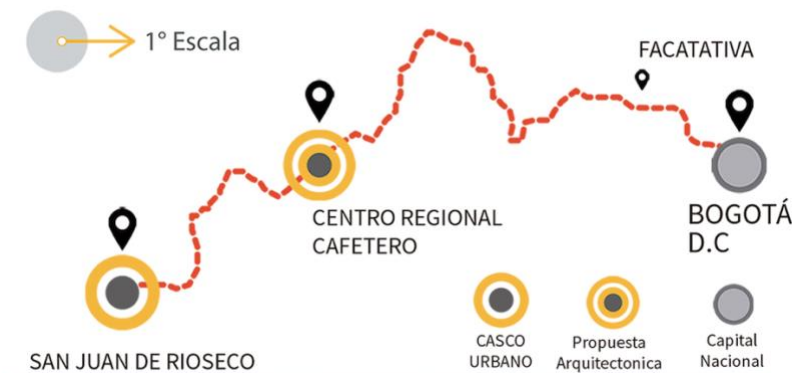 1° Escala
FACATATIVA
CENTRO REGIONAL
CAFETERO
BOGOTÁ
D.C
SAN JUAN DE RIOSECO
CASCO
URBANO
Propuesta
Arquitectonica
Capital
Nacional